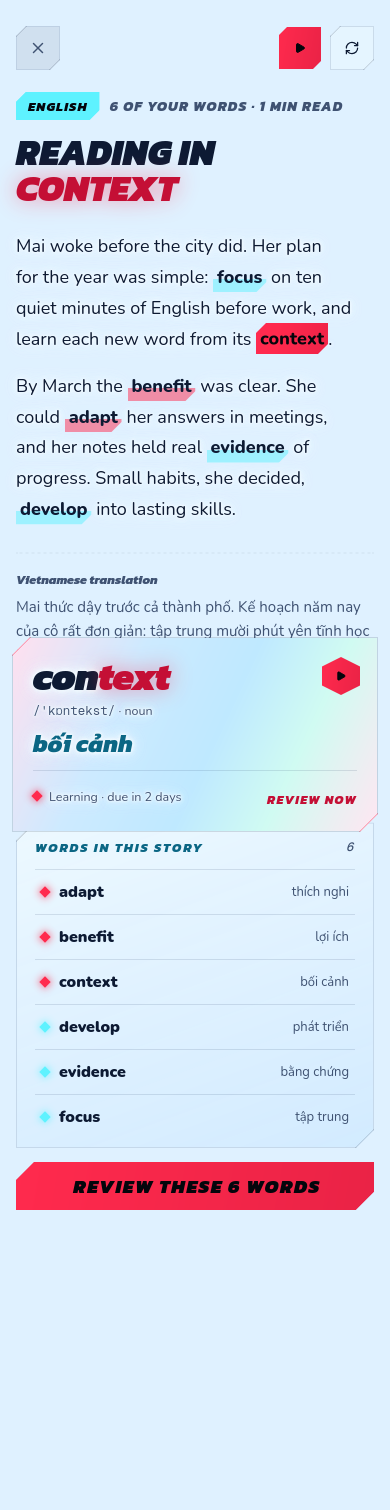 ENGLISH 6 OF YOUR WORDS · 1 MIN READ
READING IN
CONTEXT
Mai woke before the city did. Her plan
for the year was simple: focus on ten
quiet minutes of English before work, and
learn each new word from its context.
By March the benefit was clear. She
could adapt her answers in meetings,
and her notes held real evidence of
progress. Small habits, she decided,
develop into lasting skills.
Vietnamese translation
Mai thức dậy trước cả thành phố. Kế hoạch năm nay
của cô rất đơn giản: tập trung mười phút yên tĩnh học
context
/ˈkɒntekst/ · noun
bối cảnh
Learning · due in 2 days
REVIEW NOW
WORDS IN THIS STORY 6
adapt thích nghi
benefit lợi ích
context bối cảnh
develop phát triển
evidence bằng chứng
focus tập trung
REVIEW THESE 6 WORDS